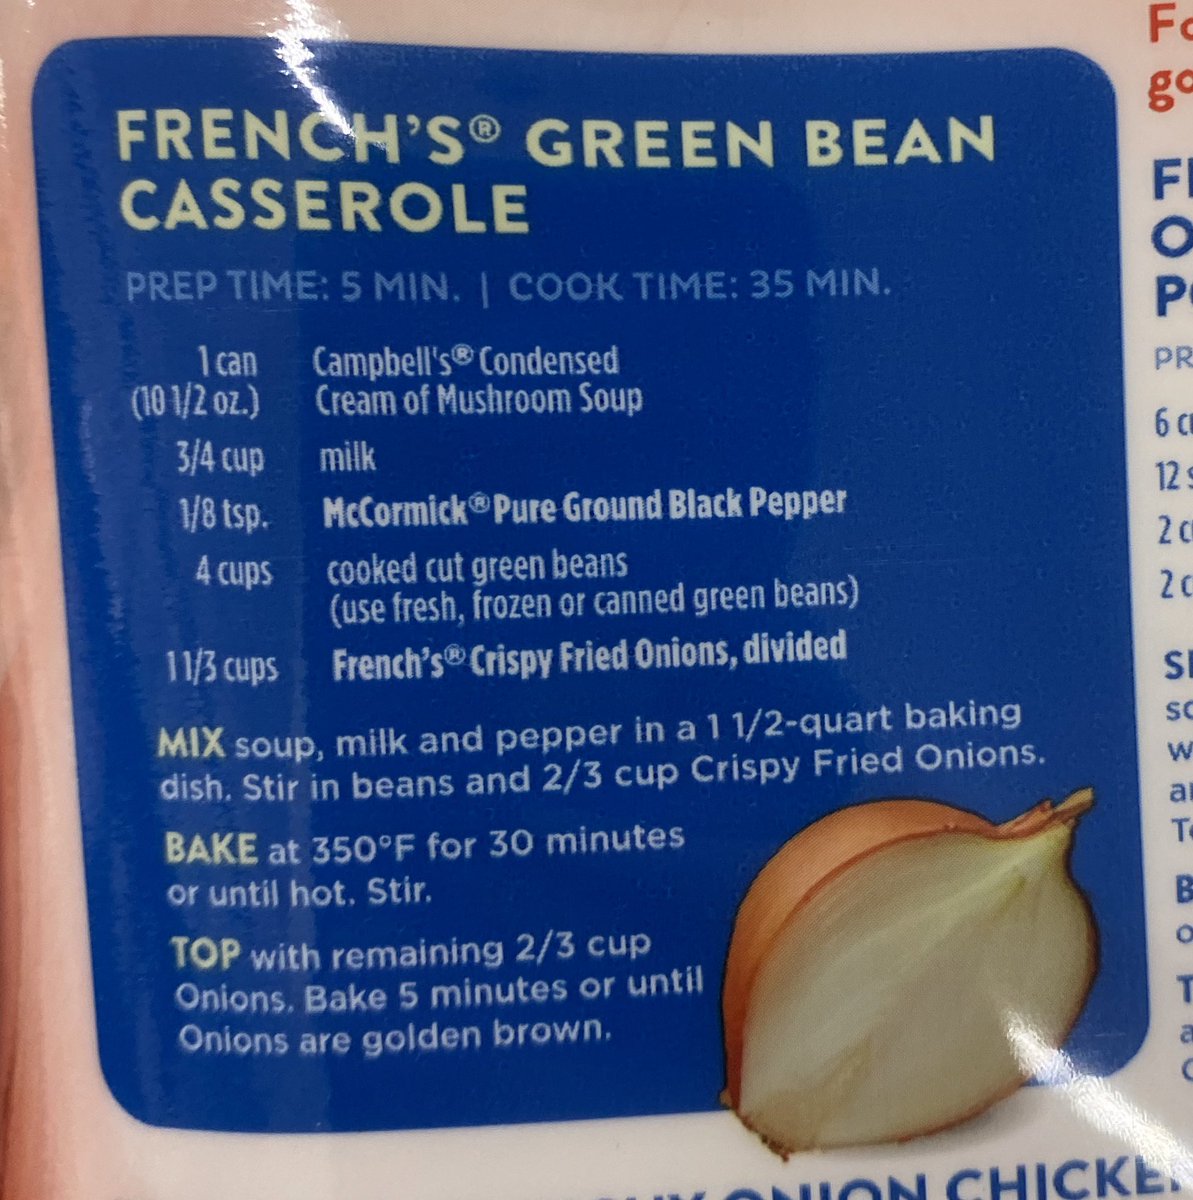 FRENCH'S® GREEN BEAN
CASSEROLE
PREP TIME: 5 MIN. | COOK TIME: 35 MIN.
1 can Campbell's® Condensed
(10 1/2 oz.) Cream of Mushroom Soup
3/4 cup milk
1/8 tsp. McCormick® Pure Ground Black Pepper
4 cups cooked cut green beans
(use fresh, frozen or canned green beans)
1 1/3 cups French's® Crispy Fried Onions, divided
MIX soup, milk and pepper in a 1 1/2-quart baking
dish. Stir in beans and 2/3 cup Crispy Fried Onions.
BAKE at 350°F for 30 minutes
or until hot. Stir.
TOP with remaining 2/3 cup
Onions. Bake 5 minutes or until
Onions are golden brown.
ONION
6
12
2
2